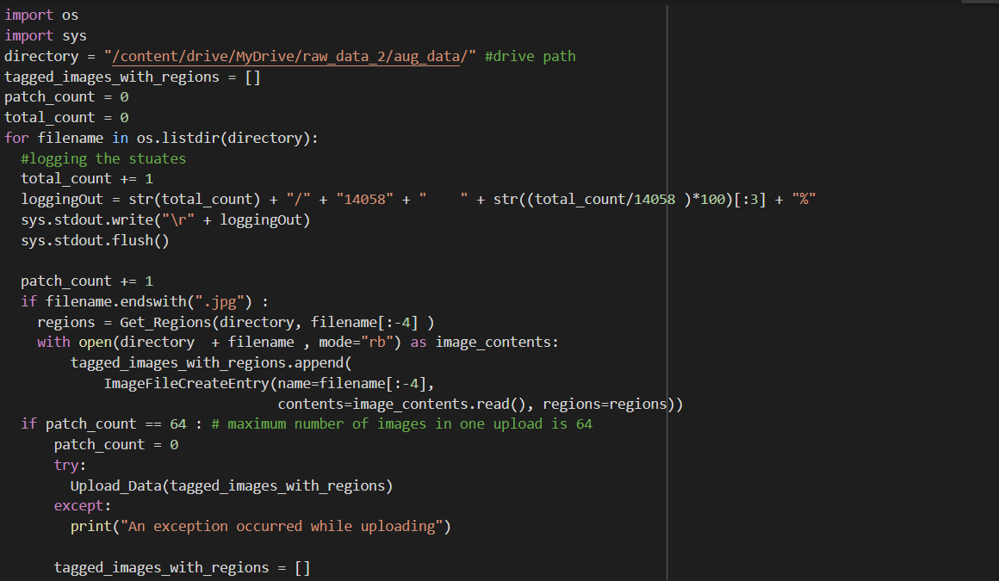 import os
import sys
directory = "/content/drive/MyDrive/raw_data_2/aug_data/" #drive path
tagged_images_with_regions = []
patch_count = 0
total_count = 0
for filename in os.listdir(directory):
  #logging the stuates
  total_count += 1
  loggingOut = str(total_count) + "/" + "14058" + "    " + str((total_count/14058 )*100)[:3] + "%"
  sys.stdout.write("\r" + loggingOut)
  sys.stdout.flush()

  patch_count += 1
  if filename.endswith(".jpg") :
    regions = Get_Regions(directory, filename[:-4] )
    with open(directory  + filename , mode="rb") as image_contents:
        tagged_images_with_regions.append(
            ImageFileCreateEntry(name=filename[:-4],
                                 contents=image_contents.read(), regions=regions))
  if patch_count == 64 : # maximum number of images in one upload is 64
      patch_count = 0
      try:
        Upload_Data(tagged_images_with_regions)
      except:
        print("An exception occurred while uploading")

      tagged_images_with_regions = []